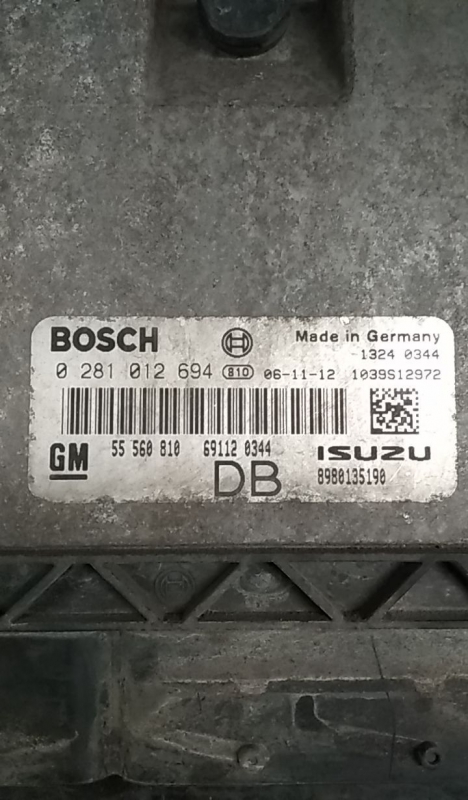 BOSCH Made in Germany
1324 0344
0 281 012 694 810 06-11-12 1039S12972
GM 55 560 810 69112 0344 ISUZU
DB 8980135190